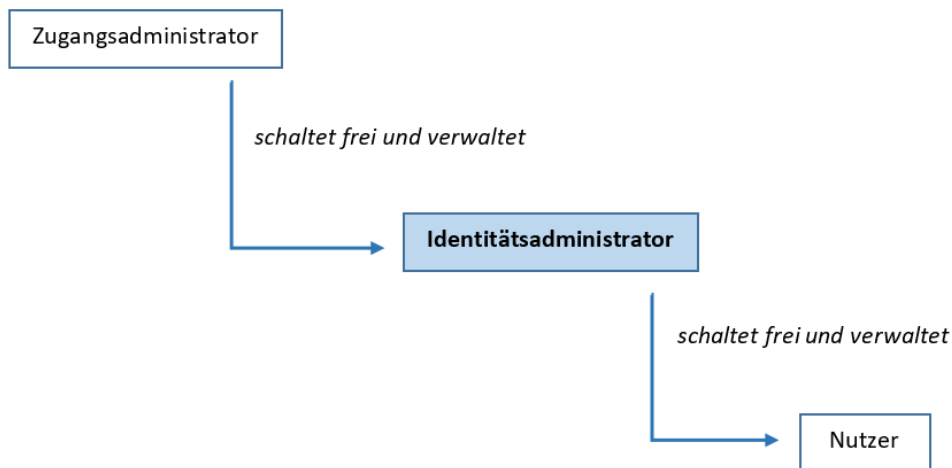 Zugangsadministrator
schaltet frei und verwaltet
Identitätsadministrator
schaltet frei und verwaltet
Nutzer